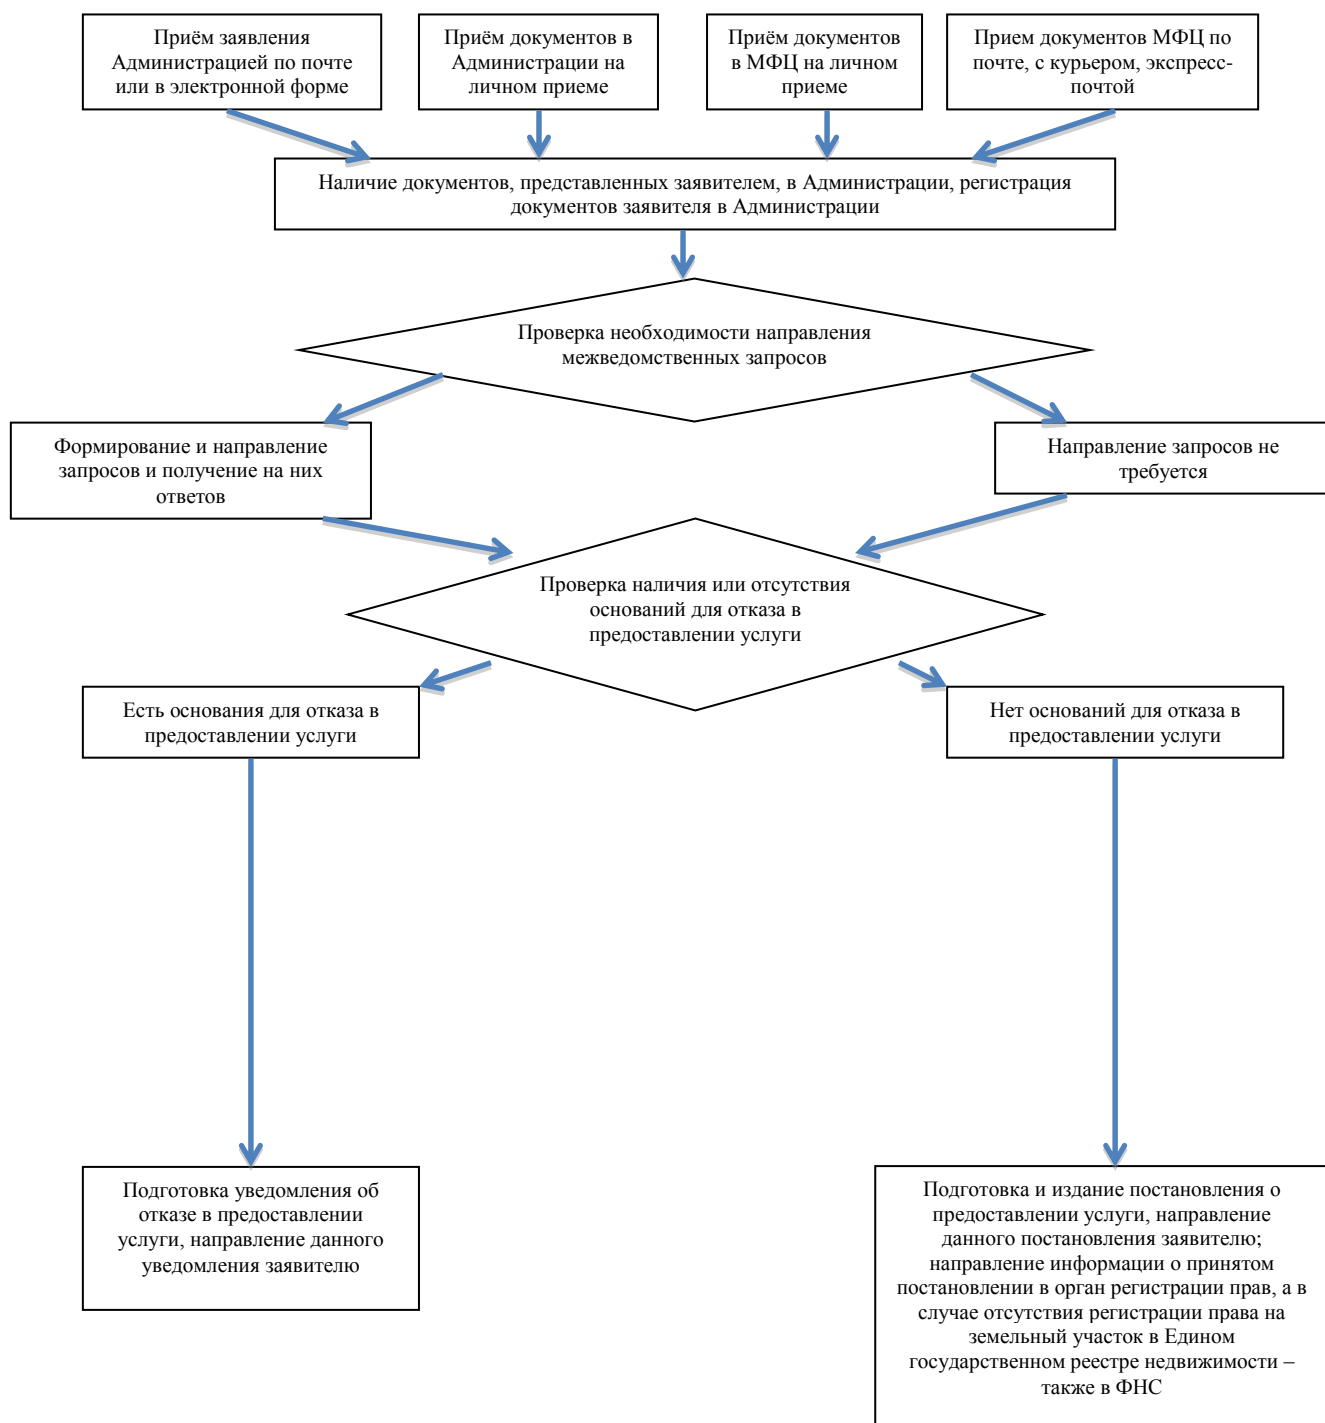 Приём заявления
Администрацией по почте
или в электронной форме
Приём документов в
Администрации на
личном приеме
Приём документов
в МФЦ на личном
приеме
Прием документов МФЦ по
почте, с курьером, экспресс-
почтой
Наличие документов, представленных заявителем, в Администрации, регистрация
документов заявителя в Администрации
Проверка необходимости направления
межведомственных запросов
Формирование и направление
запросов и получение на них
ответов
Направление запросов не
требуется
Проверка наличия или отсутствия
оснований для отказа в
предоставлении услуги
Есть основания для отказа в
предоставлении услуги
Нет оснований для отказа в
предоставлении услуги
Подготовка уведомления об
отказе в предоставлении
услуги, направление данного
уведомления заявителю
Подготовка и издание постановления о
предоставлении услуги, направление
данного постановления заявителю;
направление информации о принятом
постановлении в орган регистрации прав, а в
случае отсутствия регистрации права на
земельный участок в Едином
государственном реестре недвижимости –
также в ФНС